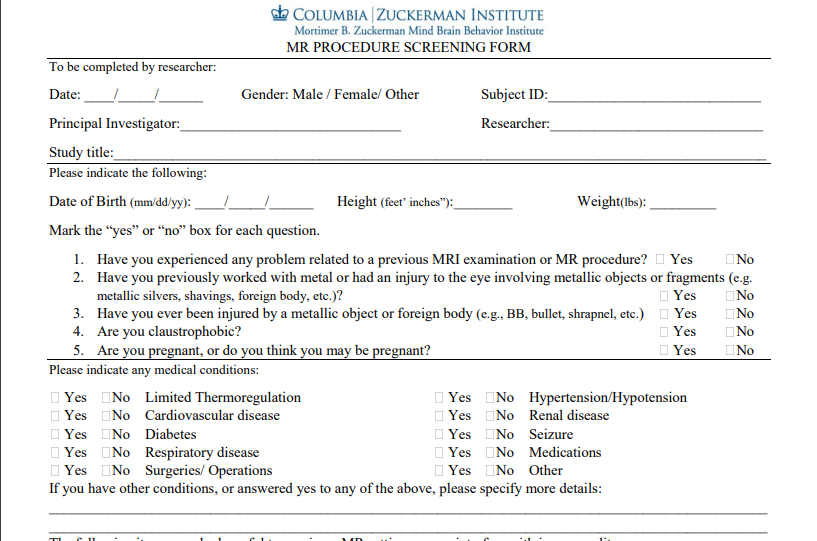 COLUMBIA | ZUCKERMAN INSTITUTE
Mortimer B. Zuckerman Mind Brain Behavior Institute
MR PROCEDURE SCREENING FORM
To be completed by researcher:
Date: ____/_____/______ Gender: Male / Female/ Other Subject ID:____________________________
Principal Investigator:_____________________________ Researcher:____________________________
Study title:_______________________________________________________________________________________
Please indicate the following:
Date of Birth (mm/dd/yy): ____/_____/______ Height (feet’ inches”):________ Weight(lbs): _________
Mark the “yes” or “no” box for each question.
1. Have you experienced any problem related to a previous MRI examination or MR procedure? □ Yes □No
2. Have you previously worked with metal or had an injury to the eye involving metallic objects or fragments (e.g.
metallic silvers, shavings, foreign body, etc.)? □ Yes □No
3. Have you ever been injured by a metallic object or foreign body (e.g., BB, bullet, shrapnel, etc.) □ Yes □No
4. Are you claustrophobic? □ Yes □No
5. Are you pregnant, or do you think you may be pregnant? □ Yes □No
Please indicate any medical conditions:
□ Yes □No Limited Thermoregulation □ Yes □No Hypertension/Hypotension
□ Yes □No Cardiovascular disease □ Yes □No Renal disease
□ Yes □No Diabetes □ Yes □No Seizure
□ Yes □No Respiratory disease □ Yes □No Medications
□ Yes □No Surgeries/ Operations □ Yes □No Other
If you have other conditions, or answered yes to any of the above, please specify more details: